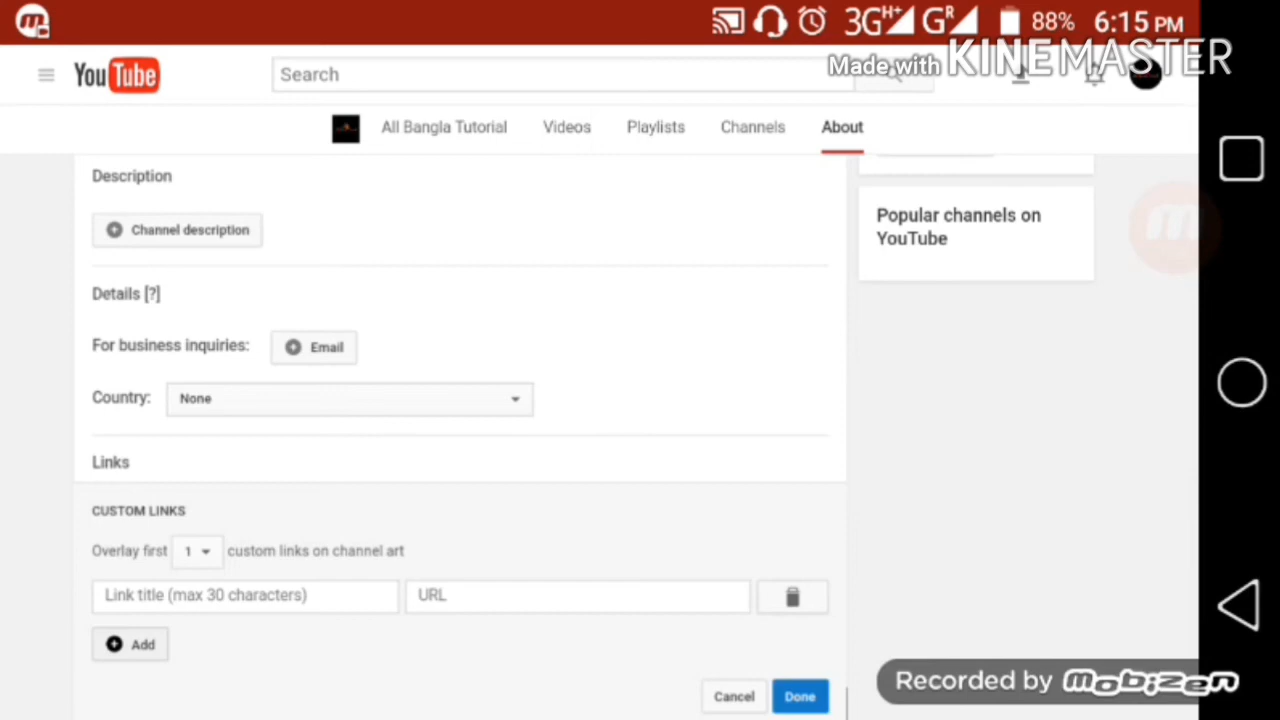 3G H+ G R 88% 6:15 PM
Made with KINEMASTER
YouTube
Search
All Bangla Tutorial Videos Playlists Channels About
Description
Channel description
Popular channels on
YouTube
Details [?]
For business inquiries: Email
Country: None
Links
CUSTOM LINKS
Overlay first 1 custom links on channel art
Link title (max 30 characters) URL
Add
Cancel Done
Recorded by mobizen